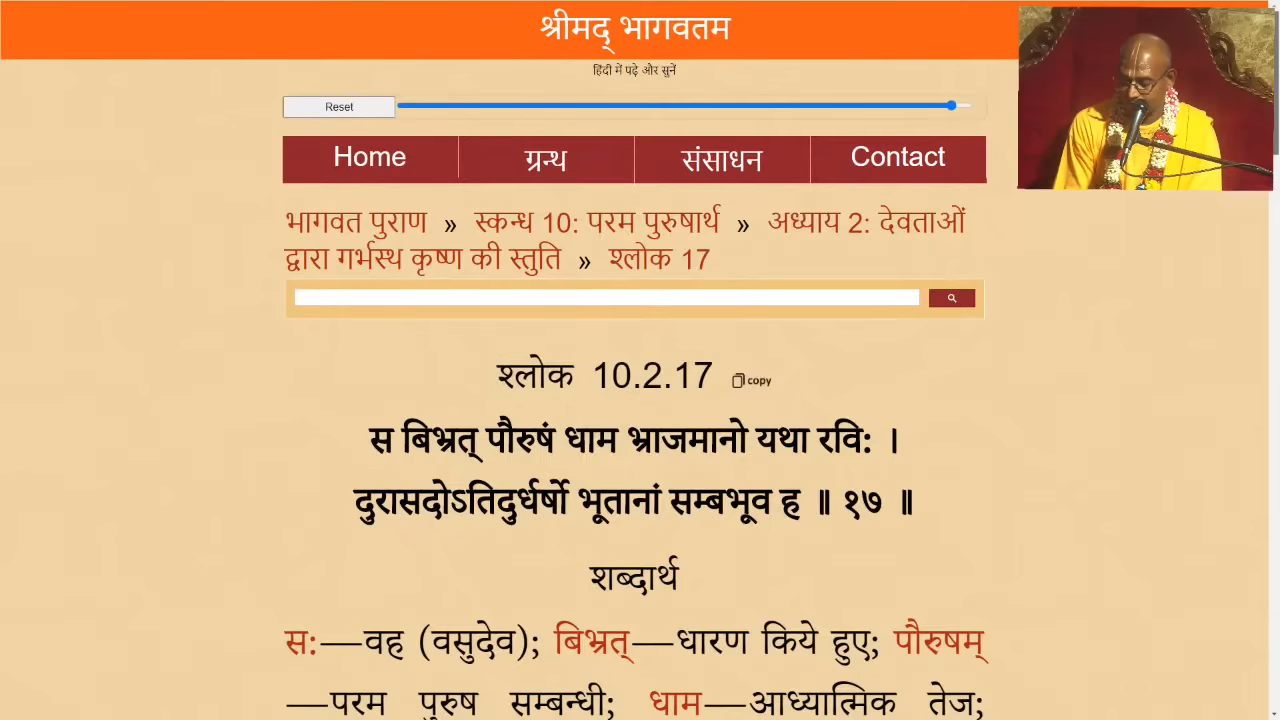 श्रीमद् भागवतम
हिंदी में पढ़े और सुनें
Reset
Home ग्रन्थ संसाधन Contact
भागवत पुराण » स्कन्ध 10: परम पुरुषार्थ » अध्याय 2: देवताओं
द्वारा गर्भस्थ कृष्ण की स्तुति » श्लोक 17
श्लोक 10.2.17 copy
स बिभ्रत् पौरुषं धाम भ्राजमानो यथा रवि: ।
दुरासदोऽतिदुर्धर्षो भूतानां सम्बभूव ह ॥ १७ ॥
शब्दार्थ
स:—वह (वसुदेव); बिभ्रत्—धारण किये हुए; पौरुषम्
—परम पुरुष सम्बन्धी; धाम—आध्यात्मिक तेज;